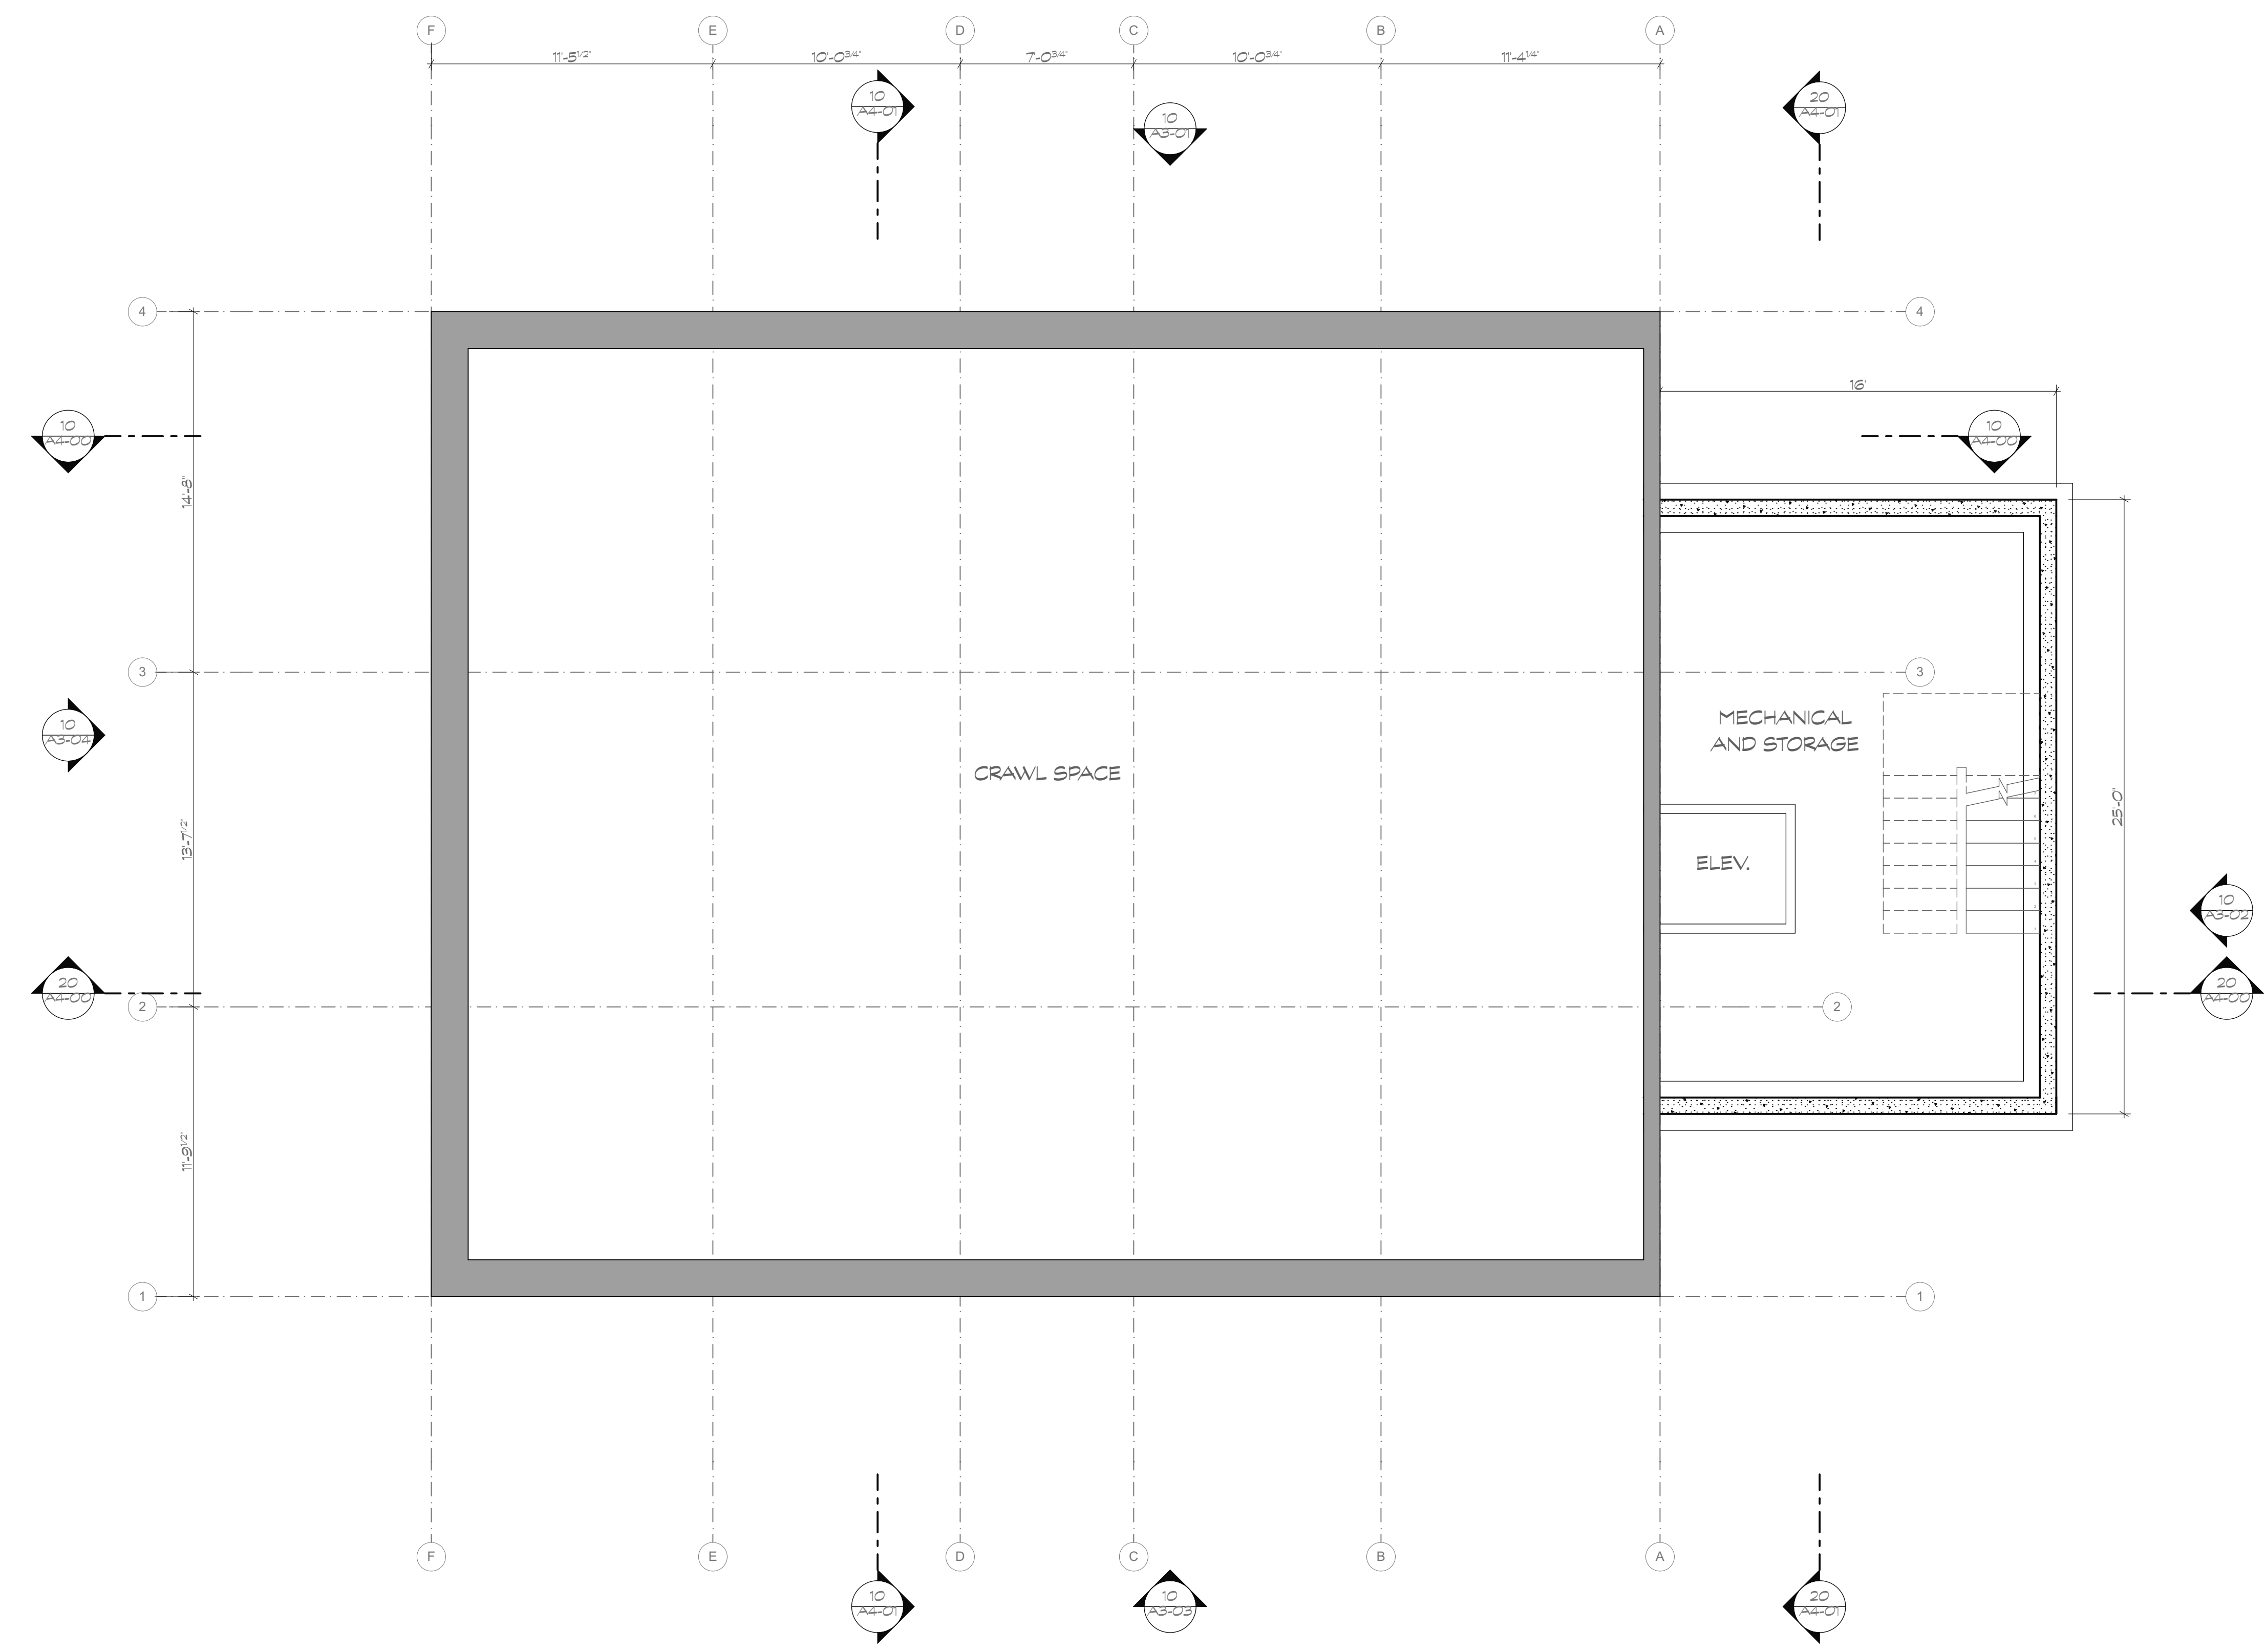 F E D C B A
11'-5 1/2" 10'-0 3/4" 7'-0 3/4" 10'-0 3/4" 11'-4 1/4"
10
A4-01
20
A4-01
10
A3-01
4
4
16'
10
A4-00
10
A4-00
14'-8"
3
3
MECHANICAL
AND STORAGE
10
A3-04
CRAWL SPACE
25'-0"
13'-7 1/2"
ELEV.
10
A3-02
20
A4-00
20
A4-00
2
2
11'-9 1/2"
1
1
F E D C B A
10
A4-01
10
A3-03
20
A4-01